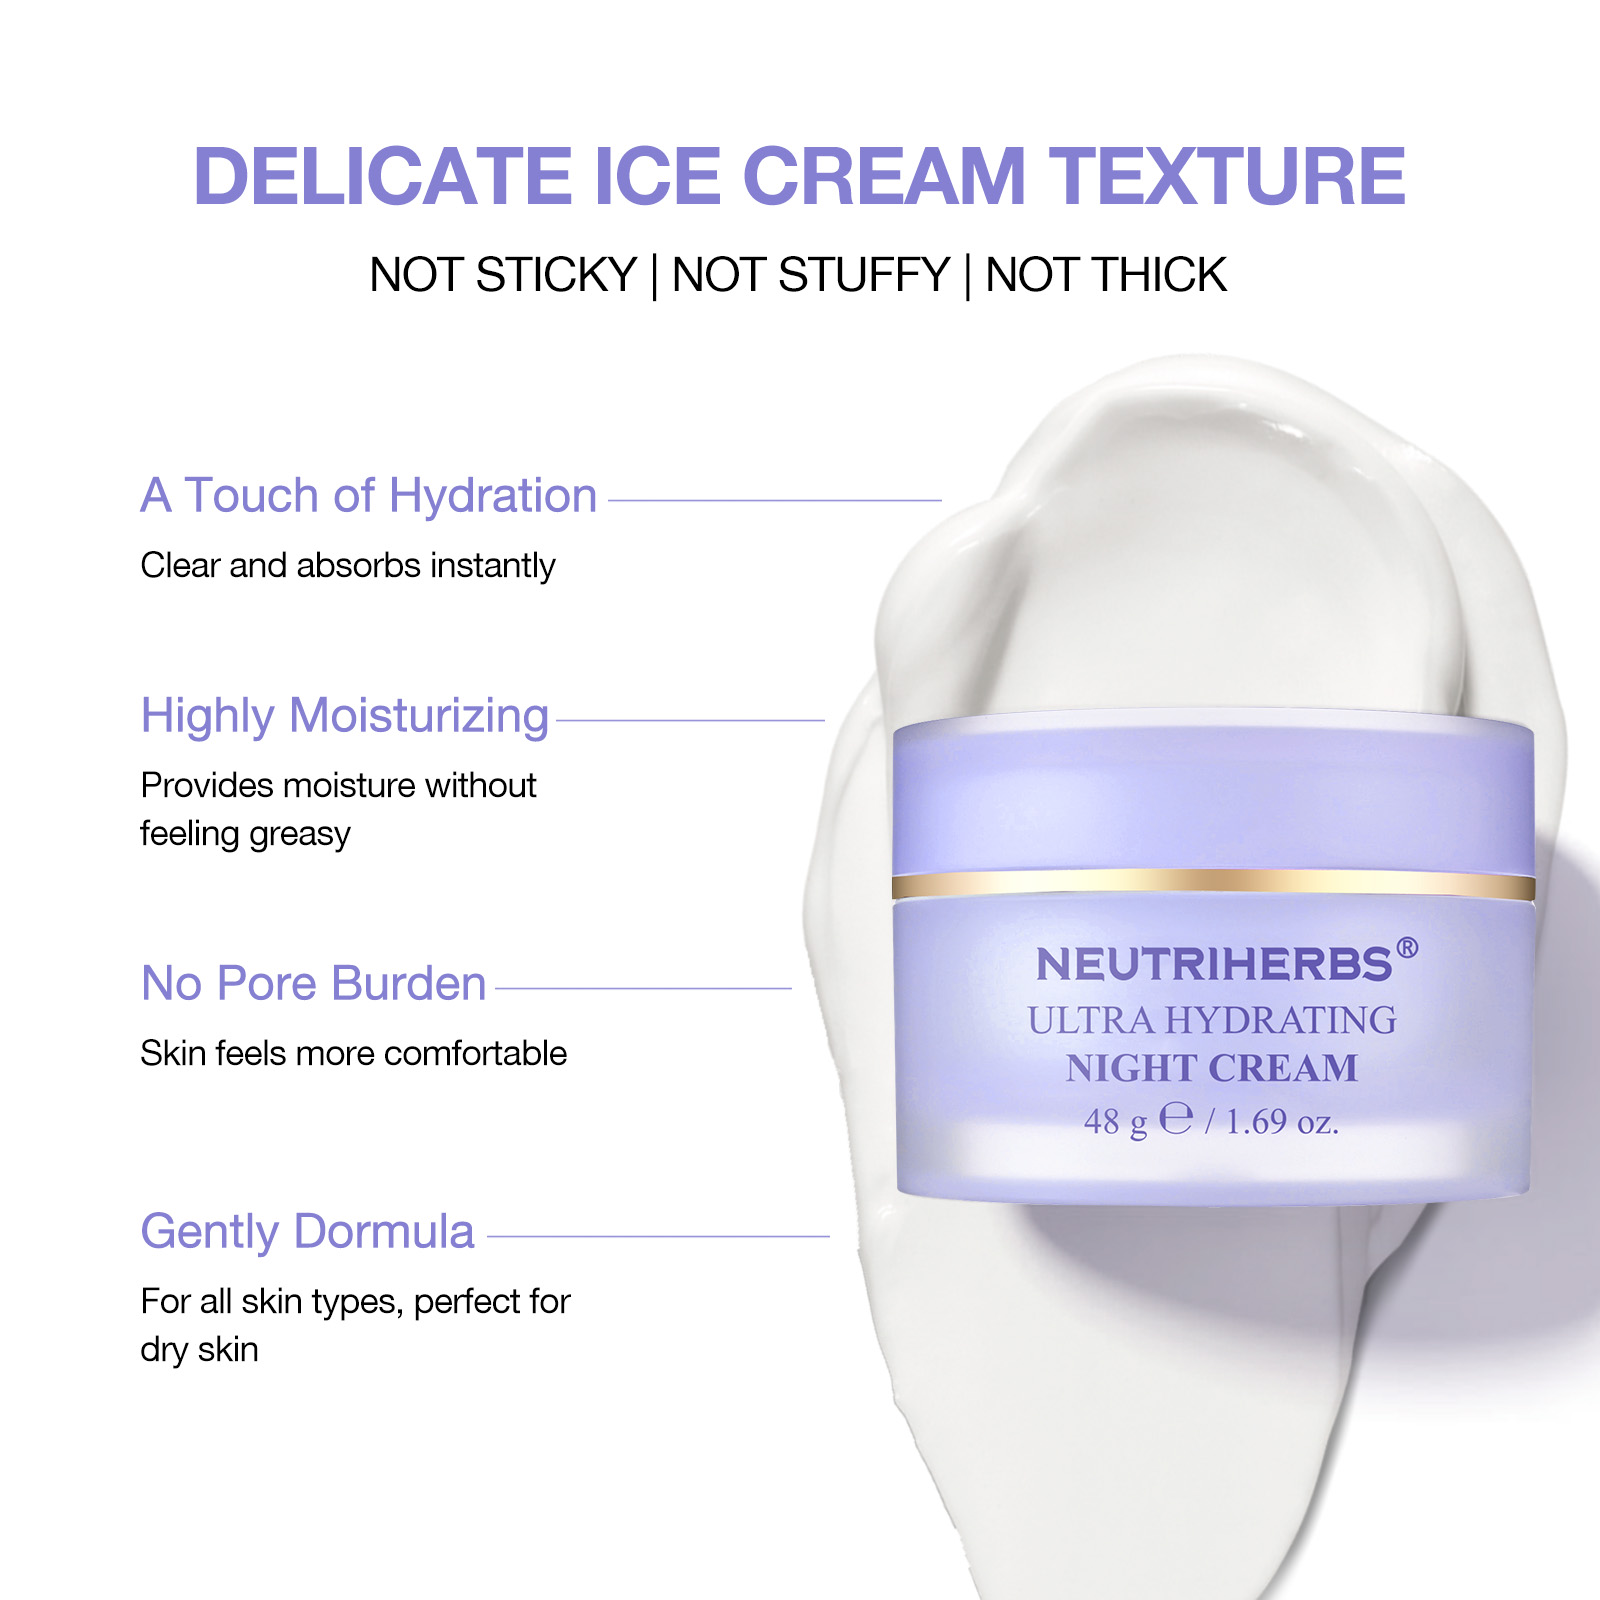 DELICATE ICE CREAM TEXTURE
NOT STICKY | NOT STUFFY | NOT THICK
A Touch of Hydration
Clear and absorbs instantly
Highly Moisturizing
Provides moisture without
feeling greasy
No Pore Burden
Skin feels more comfortable
Gently Dormula
For all skin types, perfect for
dry skin
NEUTRIHERBS®
ULTRA HYDRATING
NIGHT CREAM
48 g ℮ / 1.69 oz.